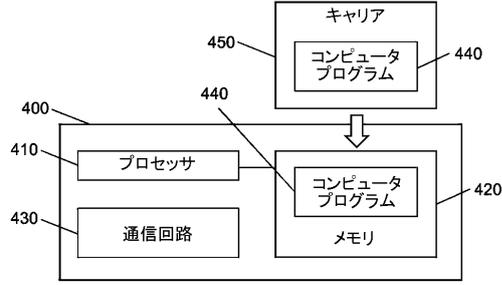 キャリア
450
コンピュータ
プログラム
440
440
400
410
プロセッサ
コンピュータ
プログラム
420
430
通信回路
メモリ